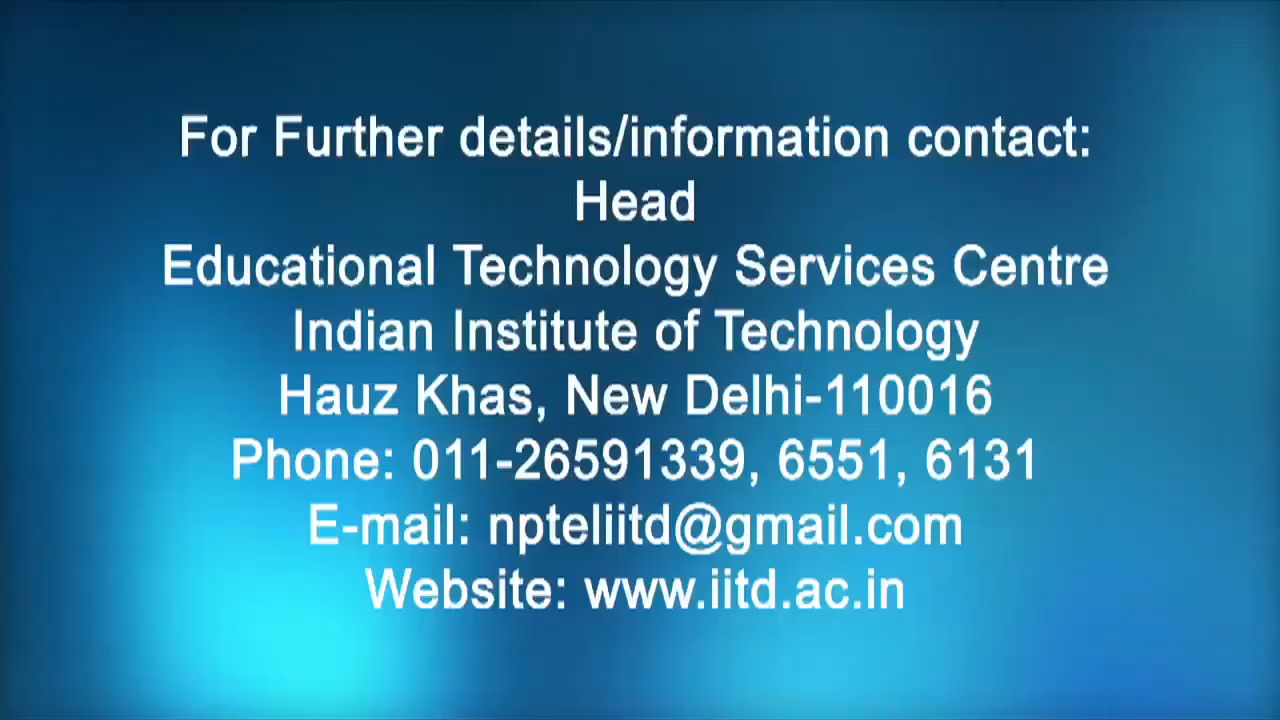 For Further details/information contact:
Head
Educational Technology Services Centre
Indian Institute of Technology
Hauz Khas, New Delhi-110016
Phone: 011-26591339, 6551, 6131
E-mail: npteliitd@gmail.com
Website: www.iitd.ac.in